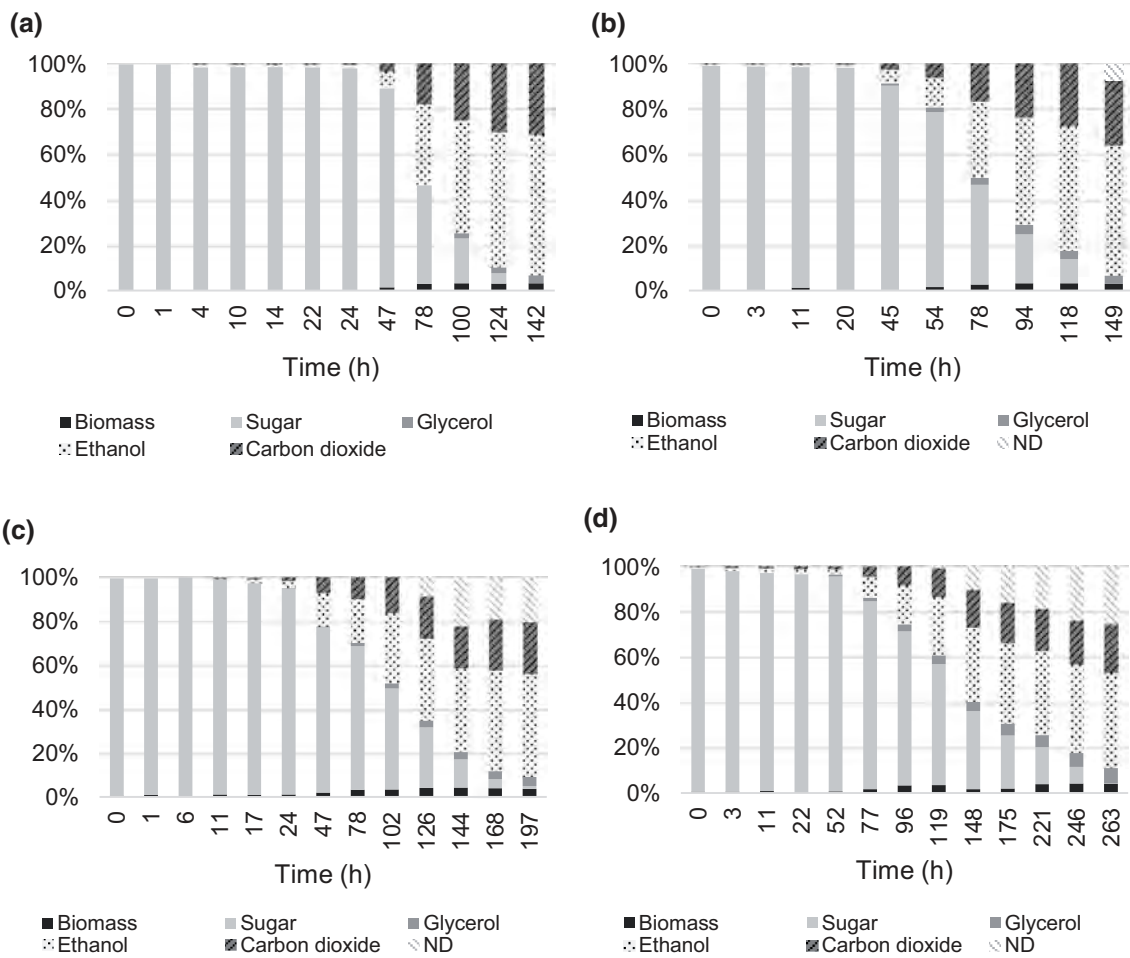 (a)
100%
80%
60%
40%
20%
0%
0 1 4 10 14 22 24 47 78 100 124 142
Time (h)
Biomass Sugar Glycerol
Ethanol Carbon dioxide
(b)
100%
80%
60%
40%
20%
0%
0 3 11 20 45 54 78 94 118 149
Time (h)
Biomass Sugar Glycerol
Ethanol Carbon dioxide ND
(c)
100%
80%
60%
40%
20%
0%
0 1 6 11 17 24 47 78 102 126 144 168 197
Time (h)
Biomass Sugar Glycerol
Ethanol Carbon dioxide ND
(d)
100%
80%
60%
40%
20%
0%
0 3 11 22 52 77 96 119 148 175 221 246 263
Time (h)
Biomass Sugar Glycerol
Ethanol Carbon dioxide ND